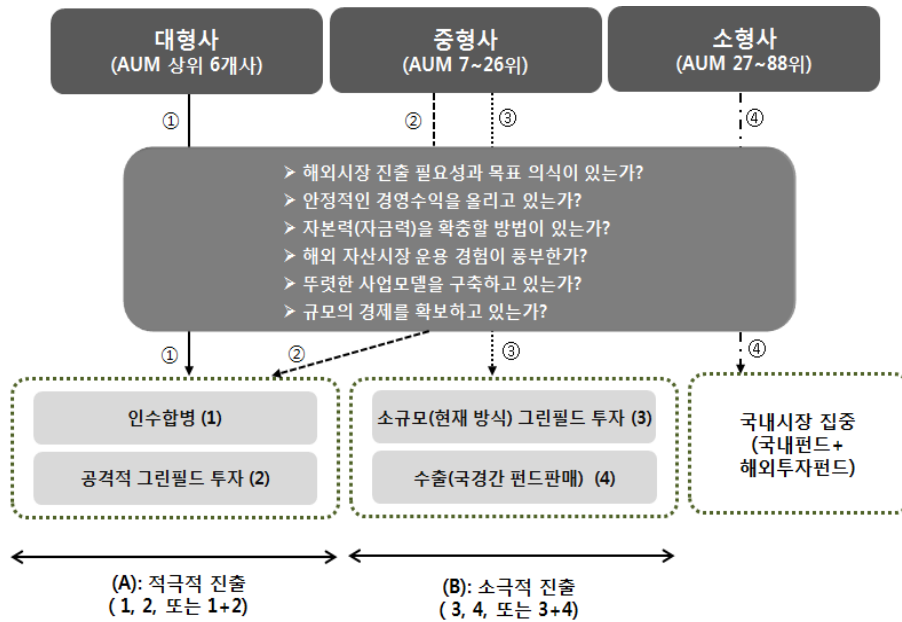 대형사
(AUM 상위 6개사)
중형사
(AUM 7~26위)
소형사
(AUM 27~88위)
①
②
③
④
➢ 해외시장 진출 필요성과 목표 의식이 있는가?
➢ 안정적인 경영수익을 올리고 있는가?
➢ 자본력(자금력)을 확충할 방법이 있는가?
➢ 해외 자산시장 운용 경험이 풍부한가?
➢ 뚜렷한 사업모델을 구축하고 있는가?
➢ 규모의 경제를 확보하고 있는가?
①
②
③
④
인수합병 (1)
공격적 그린필드 투자 (2)
소규모(현재 방식) 그린필드 투자 (3)
수출(국경간 펀드판매) (4)
국내시장 집중
(국내펀드+
해외투자펀드)
(A): 적극적 진출
( 1, 2, 또는 1+2)
(B): 소극적 진출
( 3, 4, 또는 3+4)